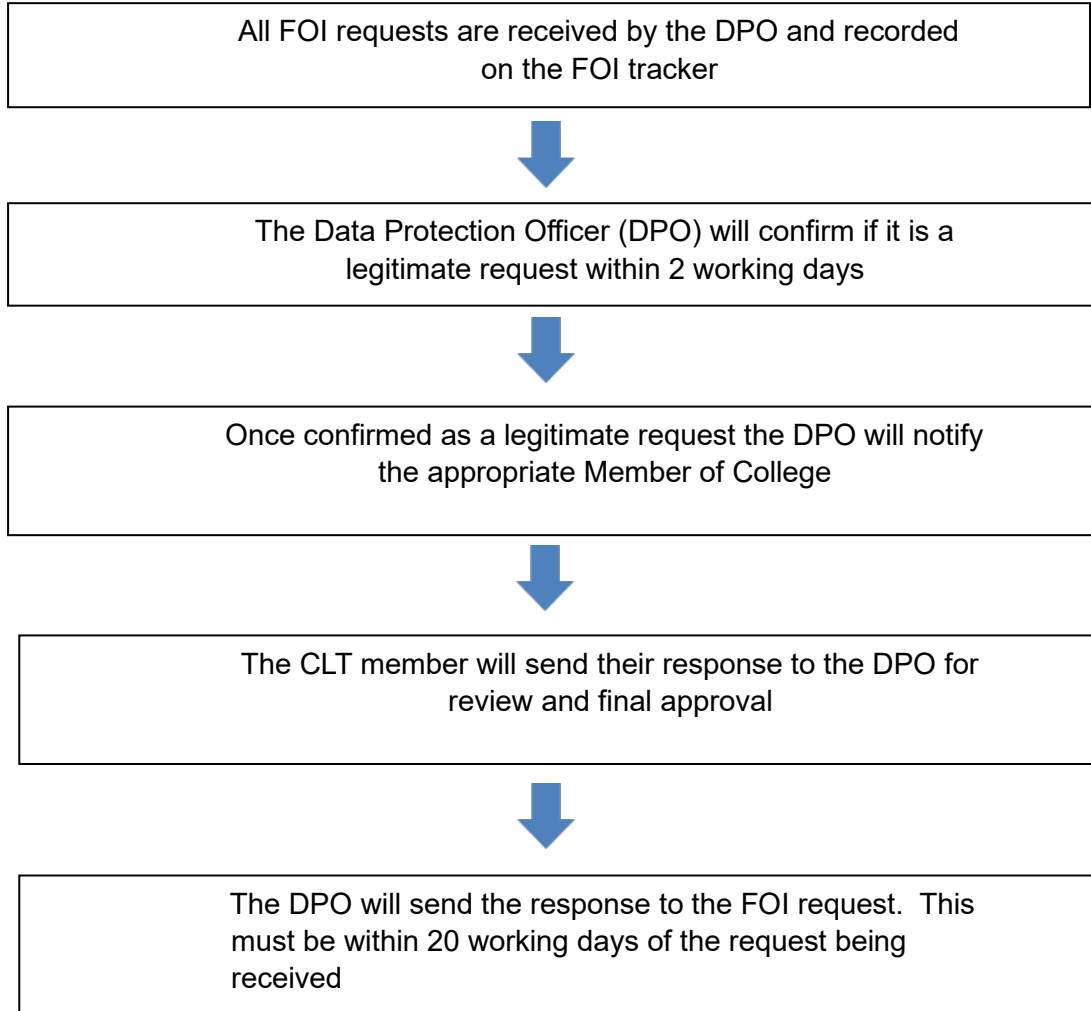 All FOI requests are received by the DPO and recorded
on the FOI tracker
The Data Protection Officer (DPO) will confirm if it is a
legitimate request within 2 working days
Once confirmed as a legitimate request the DPO will notify
the appropriate Member of College
The CLT member will send their response to the DPO for
review and final approval
The DPO will send the response to the FOI request.  This
must be within 20 working days of the request being
received